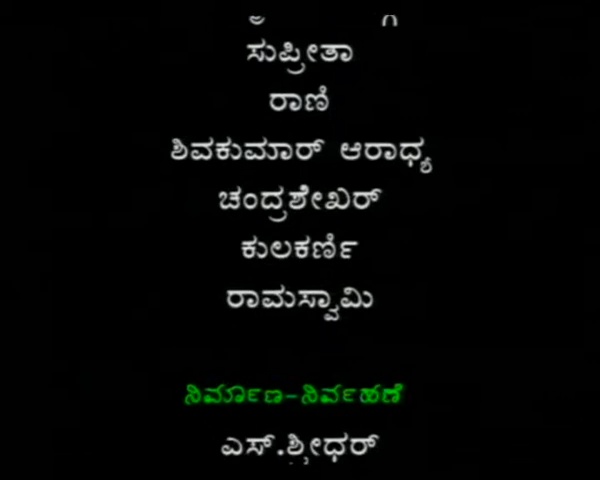 ಸುಪ್ರೀತಾ
ರಾಣಿ
ಶಿವಕುಮಾರ್ ಆರಾಧ್ಯ
ಚಂದ್ರಶೇಖರ್
ಕುಲಕರ್ಣಿ
ರಾಮಸ್ವಾಮಿ
ನಿರ್ಮಾಣ-ನಿರ್ವಹಣೆ
ಎಸ್.ಶ್ರೀಧರ್